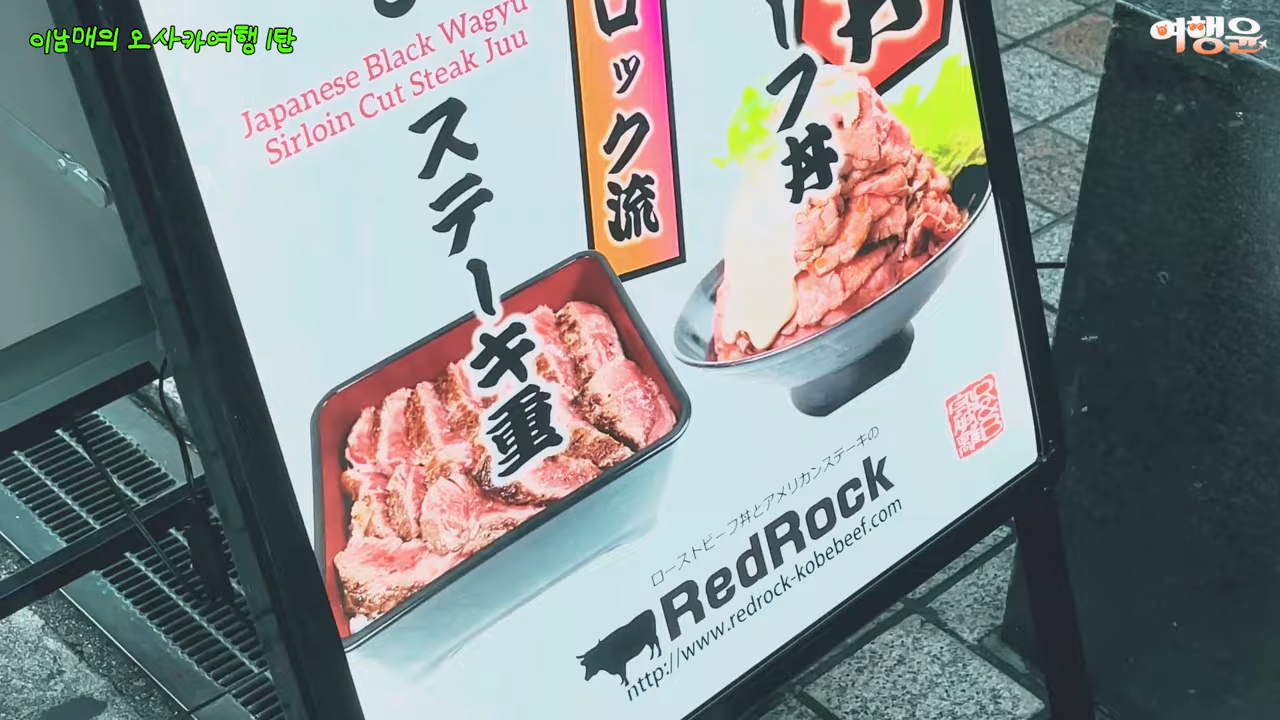 이남매의 오사카여행 1탄
여행윤
Japanese Black Wagyu
Sirloin Cut Steak Juu
ステーキ重
ロック流
ーフ丼
ローストビーフ丼とアメリカンステーキの
RedRock
http://www.redrock-kobebeef.com